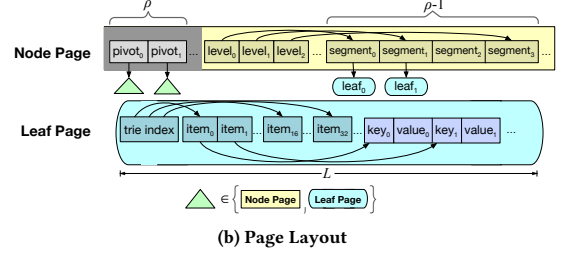 ρ ρ-1
Node Page pivot₀ pivot₁ ... level₀ level₁ level₂ ... segment₀ segment₁ segment₂ segment₃ ...
leaf₀ leaf₁
Leaf Page trie index item₀ item₁ ... item₁₆ ... item₃₂ ... key₀ value₀ key₁ value₁ ...
L
∈ { Node Page , Leaf Page }
(b) Page Layout